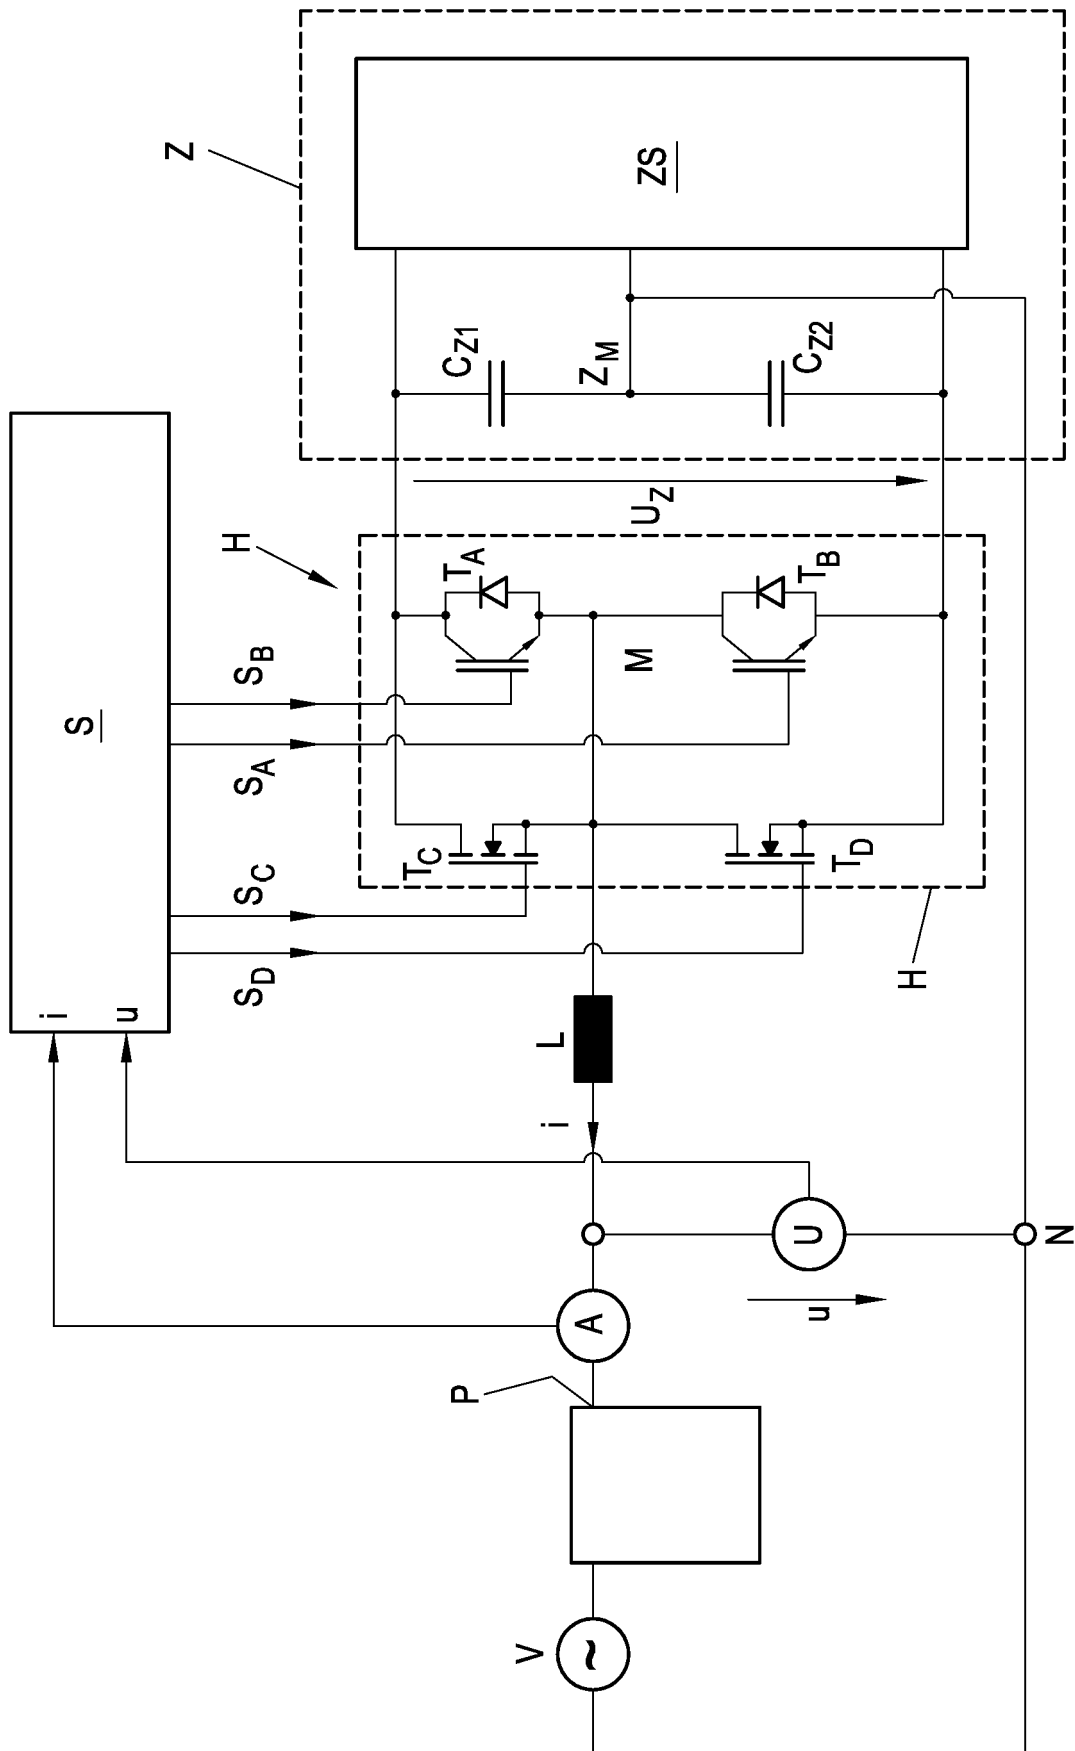 Z
ZS
C_Z1
Z_M
C_Z2
U_Z
H
T_A
T_B
S_B
M
S
S_A
T_C
T_D
S_C
S_D
H
i
u
L
i
U
N
u
A
P
V
~